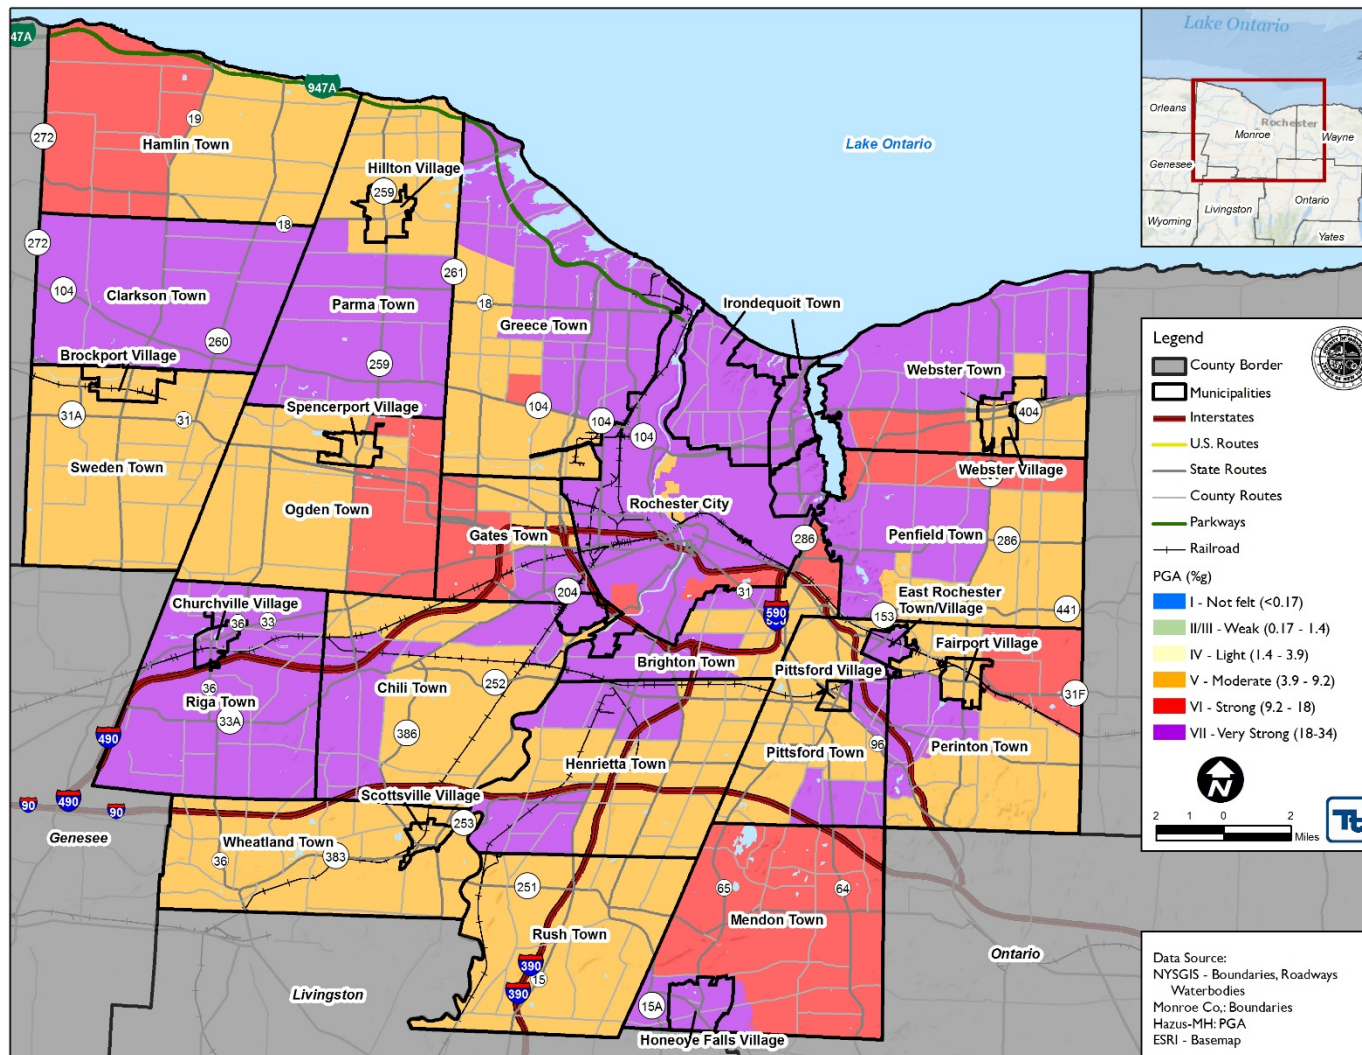 47A
947A
Lake Ontario
Orleans
Rochester
Monroe
Wayne
Genesee
Ontario
Livingston
Wyoming
Yates
272
19
Hamlin Town
Hillton Village
259
Lake Ontario
18
272
261
104
Clarkson Town
Parma Town
18
Greece Town
Irondequoit Town
260
Brockport Village
259
Webster Town
31A
31
Spencerport Village
104
104
104
404
Sweden Town
Webster Village
Ogden Town
Rochester City
Gates Town
286
Penfield Town
286
Churchville Village
36
33
204
31
590
East Rochester
Town/Village
153
441
Fairport Village
Brighton Town
Pittsford Village
36
Riga Town
33A
Chili Town
252
31F
490
386
Henrietta Town
Pittsford Town
96
Perinton Town
90
490
90
Genesee
Scottsville Village
253
Wheatland Town
36
383
251
65
64
Mendon Town
Rush Town
390
15
390
Livingston
15A
Honeoye Falls Village
Ontario
Legend
County Border
Municipalities
Interstates
U.S. Routes
State Routes
County Routes
Parkways
Railroad
PGA (%g)
I - Not felt (<0.17)
II/III - Weak (0.17 - 1.4)
IV - Light (1.4 - 3.9)
V - Moderate (3.9 - 9.2)
VI - Strong (9.2 - 18)
VII - Very Strong (18-34)
N
2 1 0 2
Miles
Tt
Data Source:
NYSGIS - Boundaries, Roadways
Waterbodies
Monroe Co,: Boundaries
Hazus-MH: PGA
ESRI - Basemap